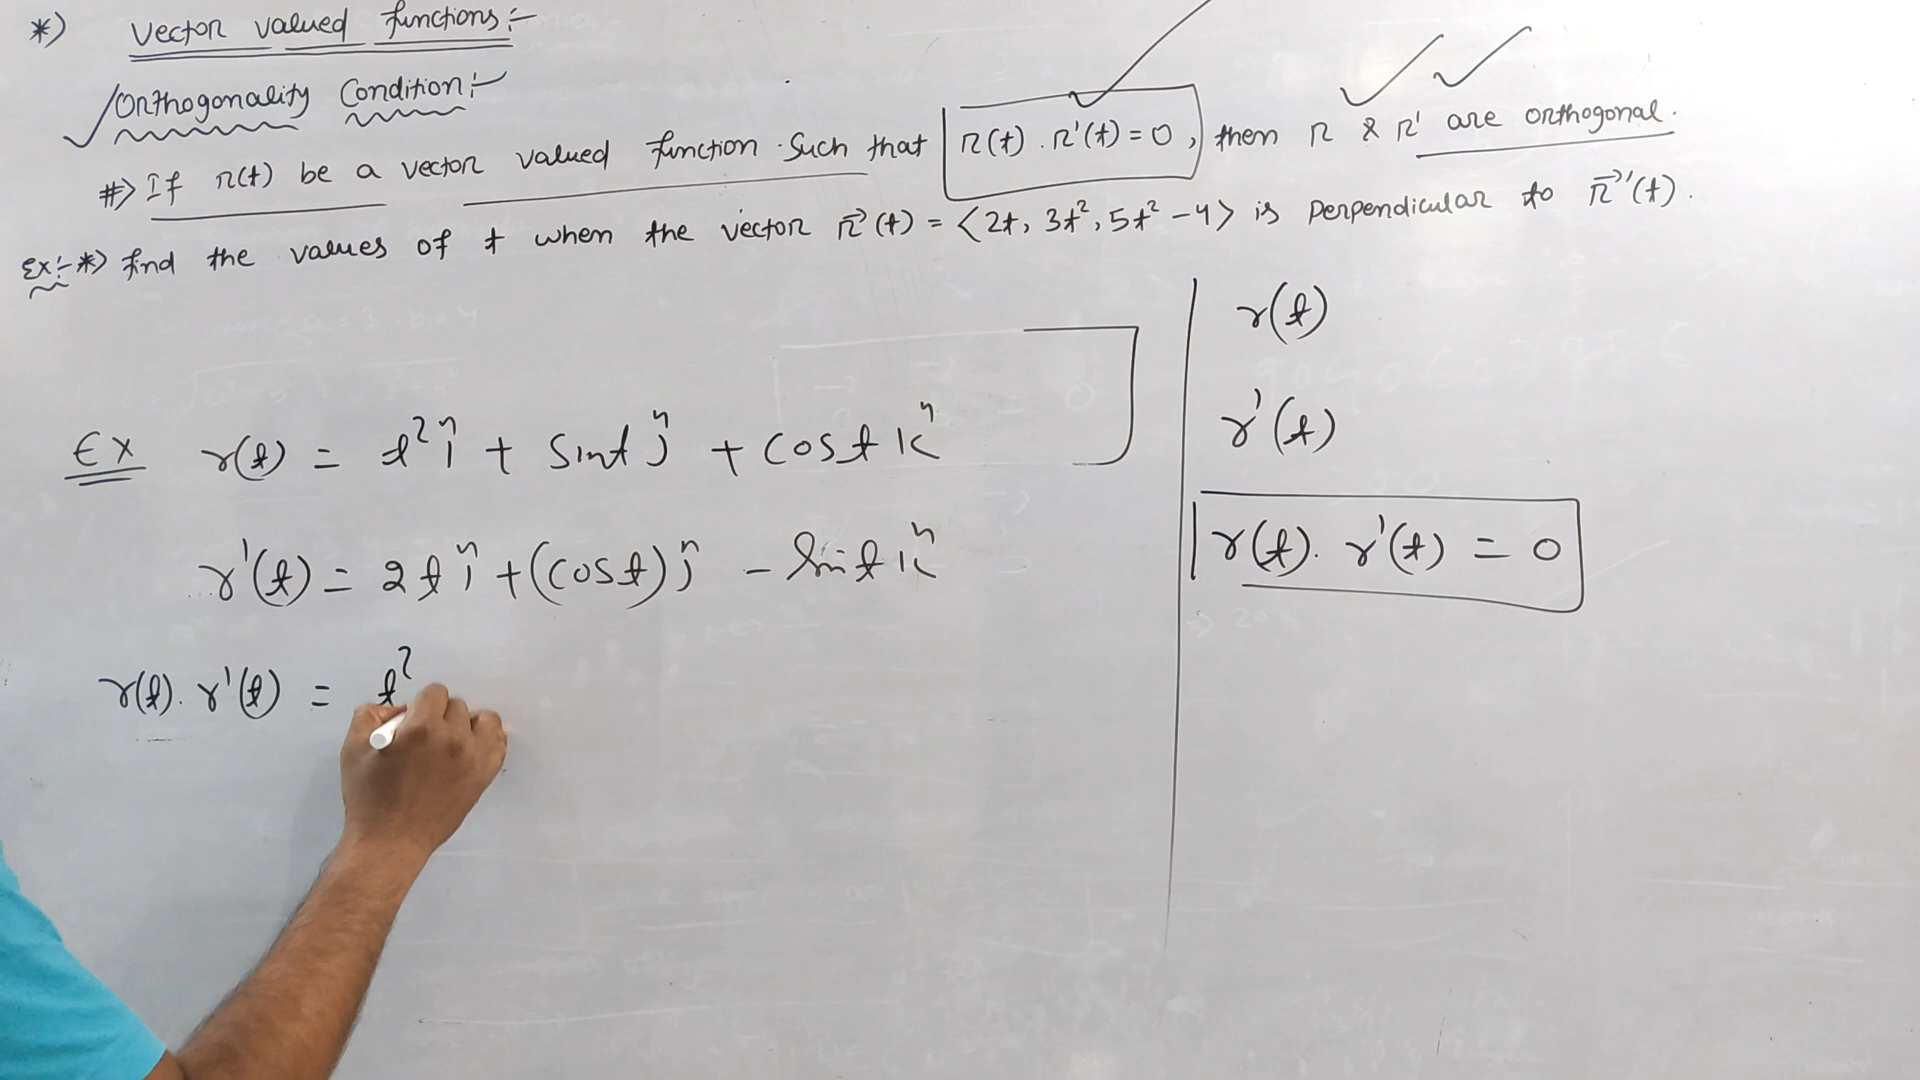 *) Vector valued functions :-
Orthogonality Condition :-
#> If r(t) be a vector valued function such that r(t) . r'(t) = 0, then r & r' are orthogonal.
Ex:- *> find the values of t when the vector r⃗(t) = <2t, 3t², 5t² - 4> is perpendicular to r⃗'(t).
Ex r(t) = t² î + sint ĵ + cost k̂
r'(t) = 2t î + (cost) ĵ - sint k̂
r(t). r'(t) = t²
r(t)
r'(t)
r(t). r'(t) = 0